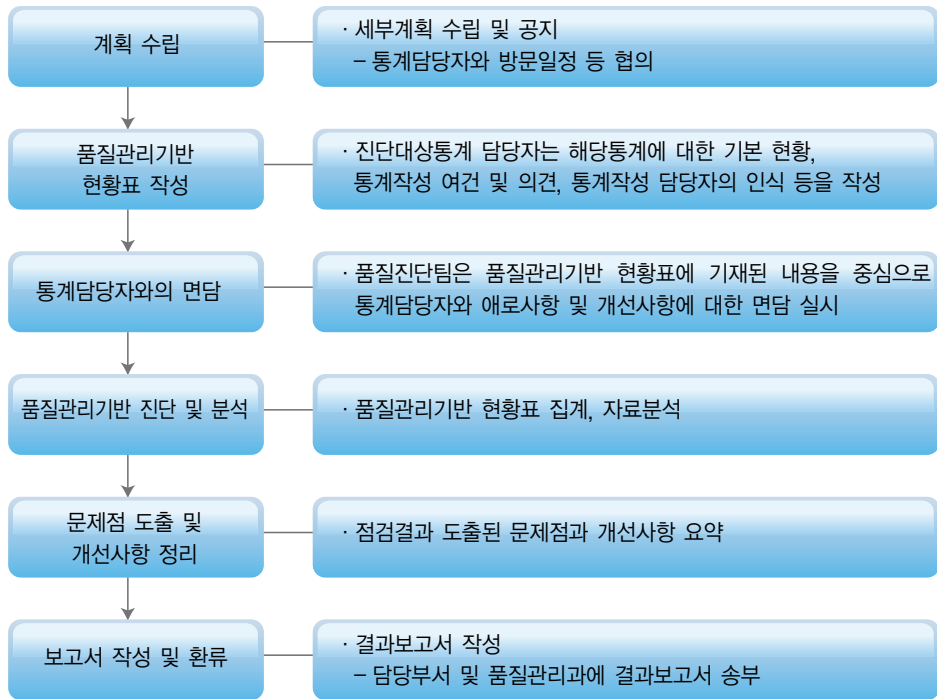 계획 수립
· 세부계획 수립 및 공지
– 통계담당자와 방문일정 등 협의
품질관리기반
현황표 작성
· 진단대상통계 담당자는 해당통계에 대한 기본 현황,
통계작성 여건 및 의견, 통계작성 담당자의 인식 등을 작성
통계담당자와의 면담
· 품질진단팀은 품질관리기반 현황표에 기재된 내용을 중심으로
통계담당자와 애로사항 및 개선사항에 대한 면담 실시
품질관리기반 진단 및 분석
· 품질관리기반 현황표 집계, 자료분석
문제점 도출 및
개선사항 정리
· 점검결과 도출된 문제점과 개선사항 요약
보고서 작성 및 환류
· 결과보고서 작성
– 담당부서 및 품질관리과에 결과보고서 송부